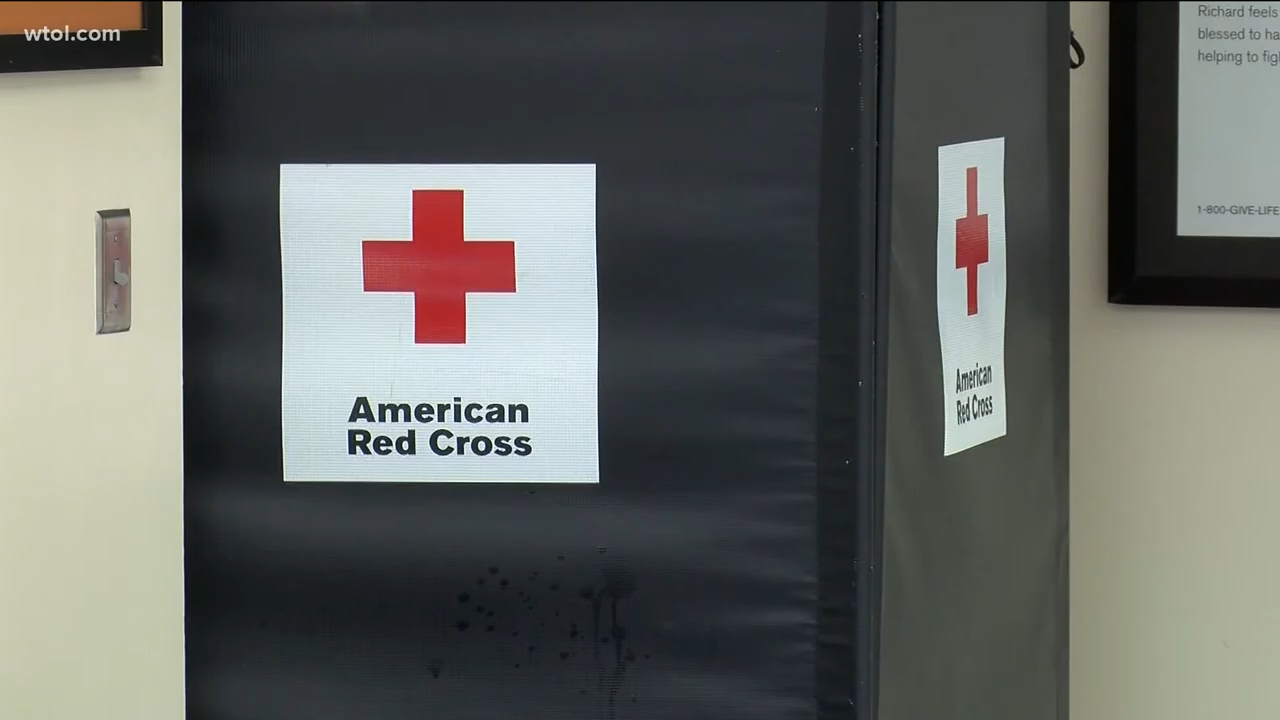 wtol.com
American
Red Cross
American
Red Cross
Richard feels
blessed to ha
helping to fig
1-800-GIVE-LIFE